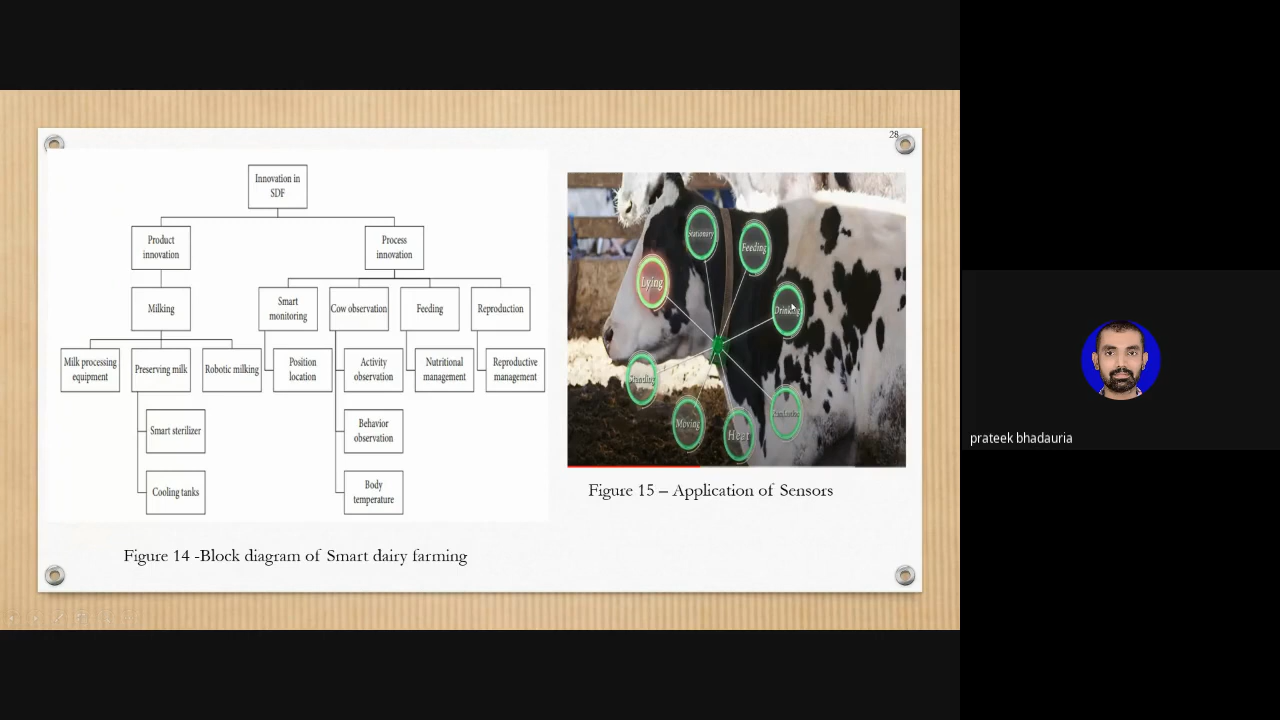 28
Innovation in
SDF
Product
innovation
Process
innovation
Milking
Smart
monitoring
Cow observation
Feeding
Reproduction
Milk processing
equipment
Preserving milk
Robotic milking
Position
location
Activity
observation
Nutritional
management
Reproductive
management
Smart sterilizer
Behavior
observation
Cooling tanks
Body
temperature
Figure 14 -Block diagram of Smart dairy farming
Stationary
Feeding
Lying
Drinking
Standing
Moving
Heat
Figure 15 – Application of Sensors
prateek bhadauria